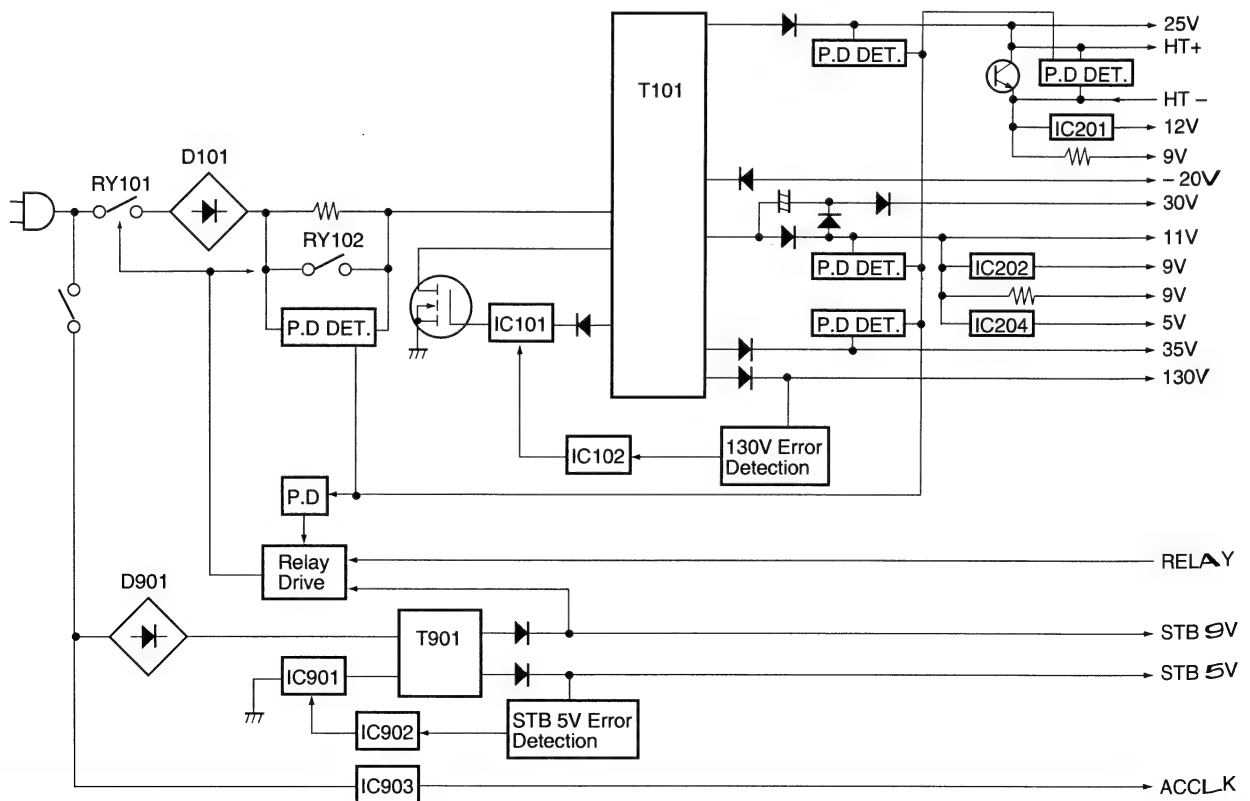 25V
P.D DET.
HT+
P.D DET.
T101
HT -
IC201
12V
9V
D101
RY101
- 20V
30V
RY102
11V
P.D DET.
IC202
9V
P.D DET.
IC101
P.D DET.
9V
IC204
5V
35V
130V
IC102
130V Error
Detection
P.D
Relay
Drive
RELAY
D901
T901
STB 9V
IC901
STB 5V
IC902
STB 5V Error
Detection
IC903
ACCL_K